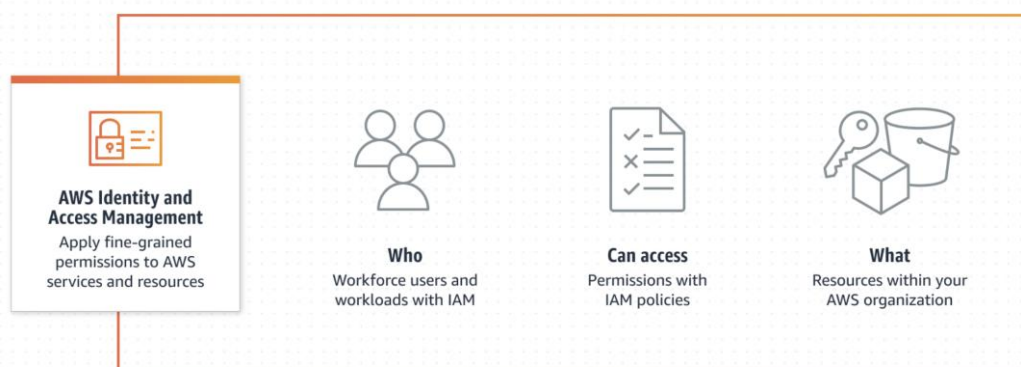 AWS Identity and
Access Management
Apply fine-grained
permissions to AWS
services and resources
Who
Workforce users and
workloads with IAM
Can access
Permissions with
IAM policies
What
Resources within your
AWS organization